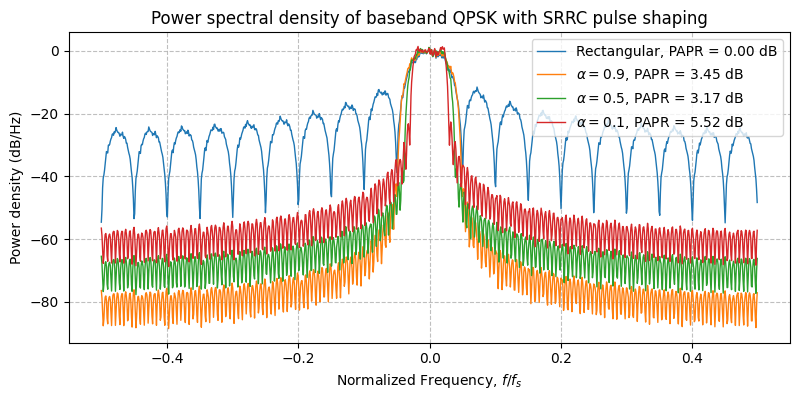 Power spectral density of baseband QPSK with SRRC pulse shaping
Power density (dB/Hz)
0
−20
−40
−60
−80
Rectangular, PAPR = 0.00 dB
α = 0.9, PAPR = 3.45 dB
α = 0.5, PAPR = 3.17 dB
α = 0.1, PAPR = 5.52 dB
−0.4
−0.2
0.0
0.2
0.4
Normalized Frequency, f/fₛ